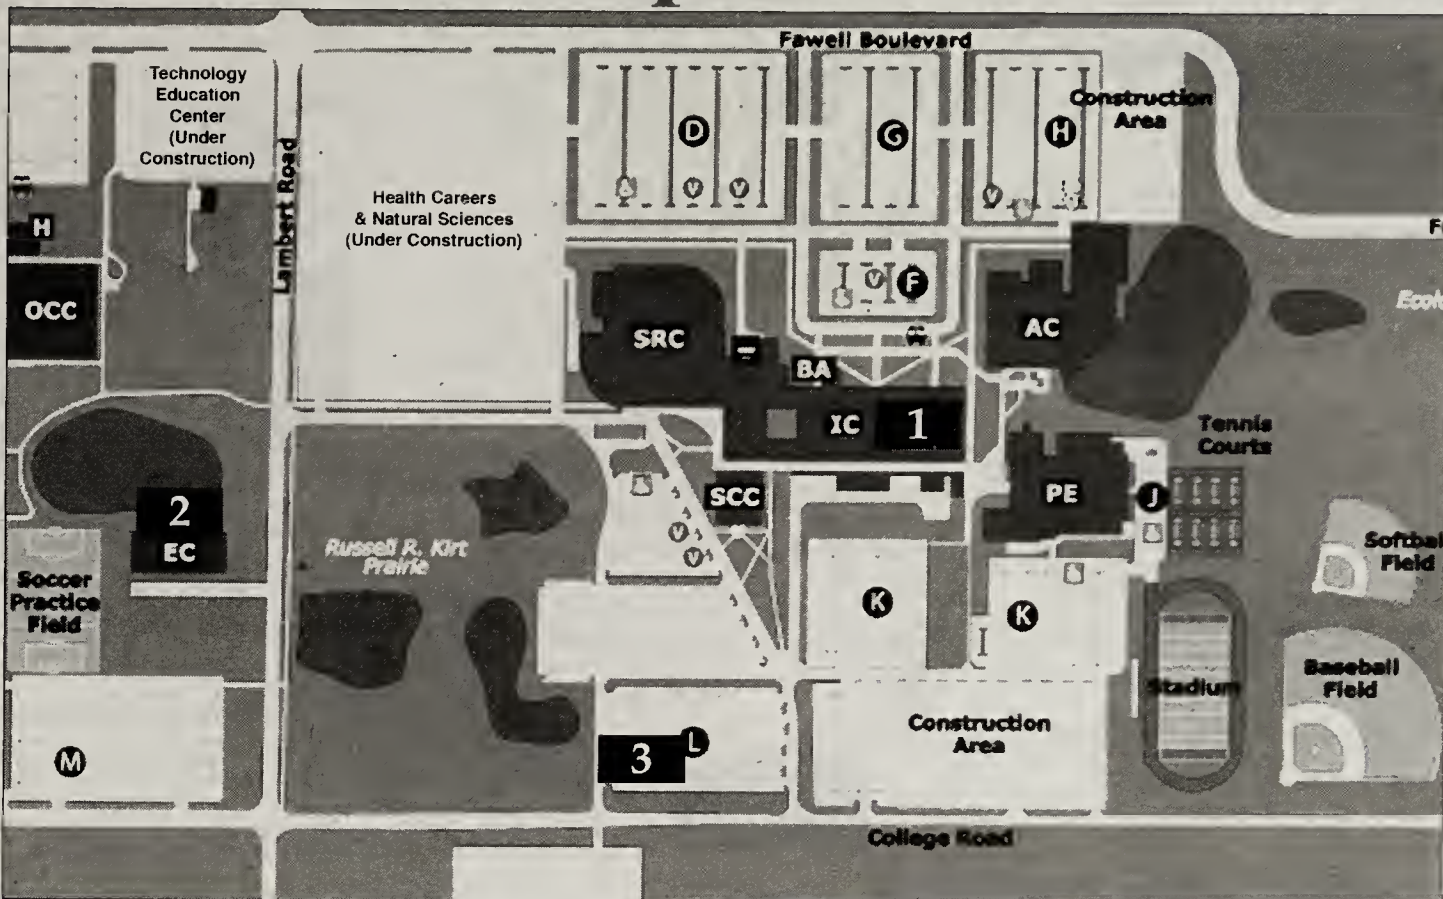 Fawell Boulevard
Technology
Education
Center
(Under
Construction)
Lambert Road
Health Careers
& Natural Sciences
(Under Construction)
D
G
H
Construction
Area
V
V
V
H
OCC
SRC
V
F
AC
BA
IC
1
Tennis
Courts
2
EC
SCC
PE
J
V
V
Russell R. Kirt
Prairie
Soccer
Practice
Field
K
K
Softbal
Field
Stadium
Baseball
Field
M
3
L
Construction
Area
College Road